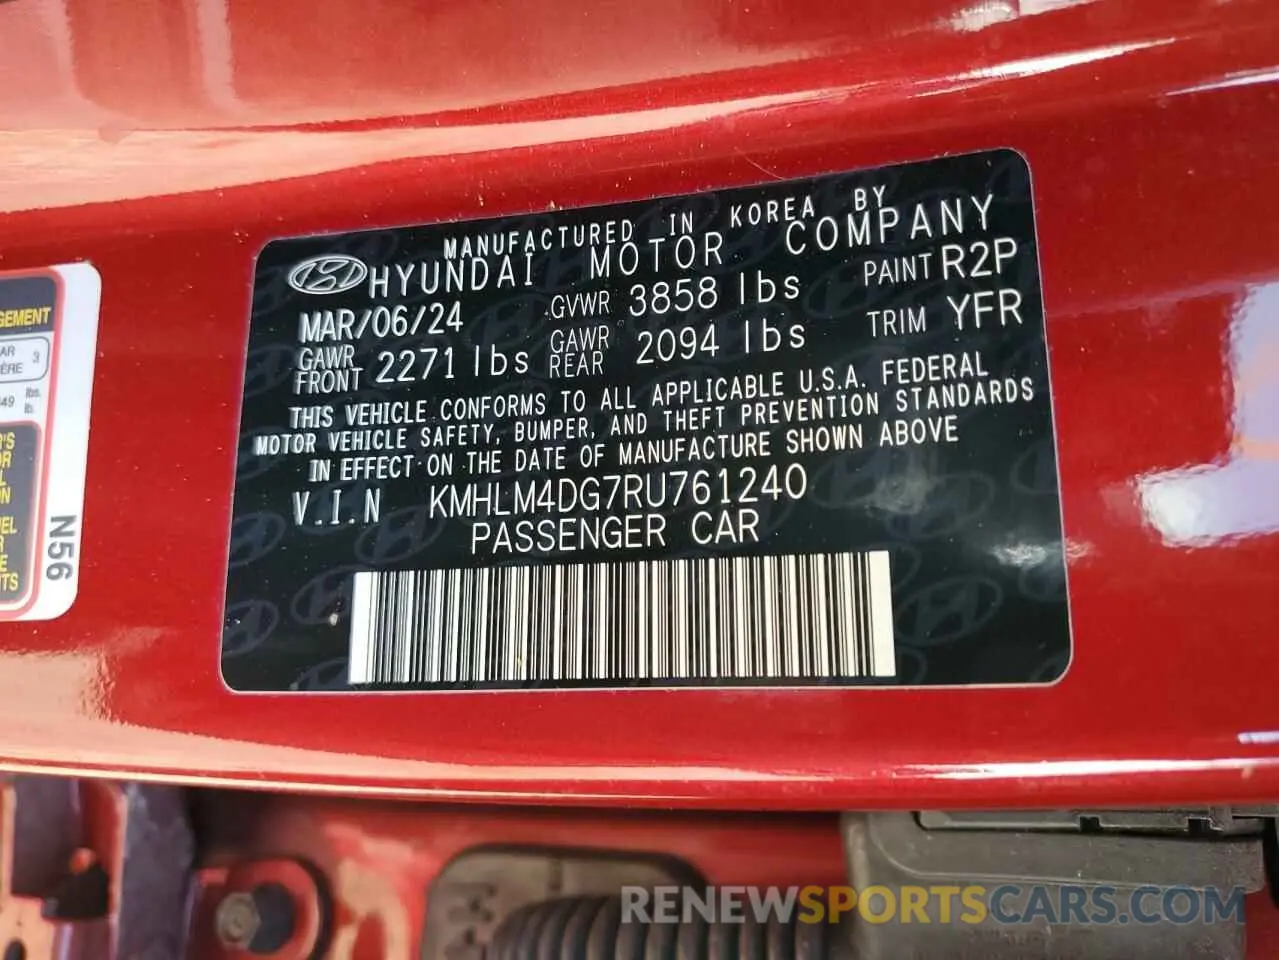 MANUFACTURED IN KOREA BY
HYUNDAI MOTOR COMPANY
MAR/06/24 GVWR 3858 lbs PAINT R2P
GAWR FRONT 2271 lbs GAWR REAR 2094 lbs TRIM YFR
THIS VEHICLE CONFORMS TO ALL APPLICABLE U.S.A. FEDERAL
MOTOR VEHICLE SAFETY, BUMPER, AND THEFT PREVENTION STANDARDS
IN EFFECT ON THE DATE OF MANUFACTURE SHOWN ABOVE
V.I.N KMHLM4DG7RU761240
PASSENGER CAR
N56
RENEWSPORTSCARS.COM